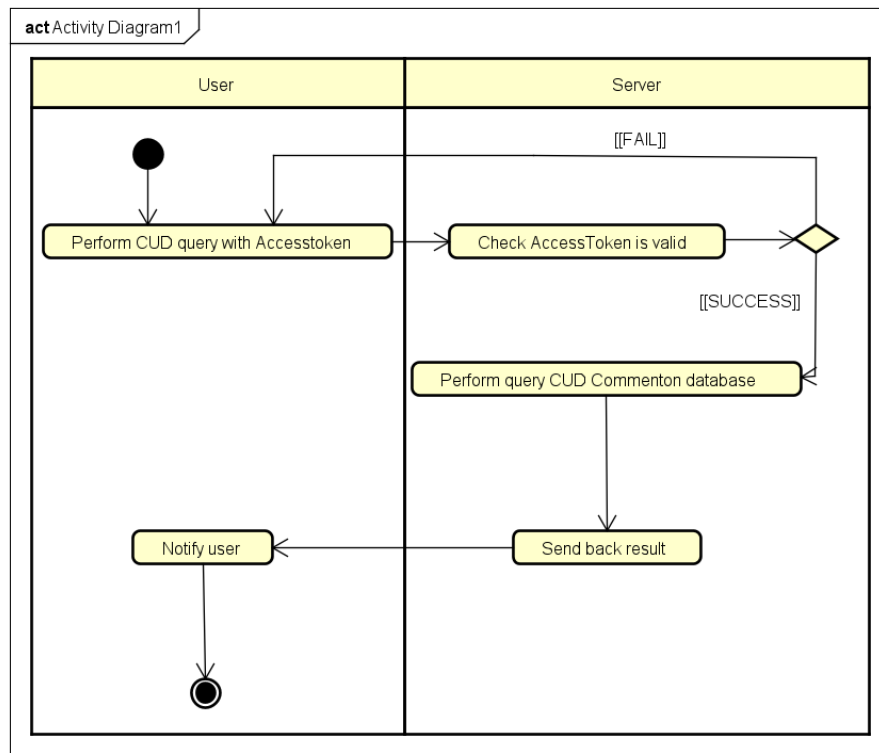 act Activity Diagram1
User
Server
[[FAIL]]
Perform CUD query with Accesstoken
Check AccessToken is valid
[[SUCCESS]]
Perform query CUD Commenton database
Notify user
Send back result